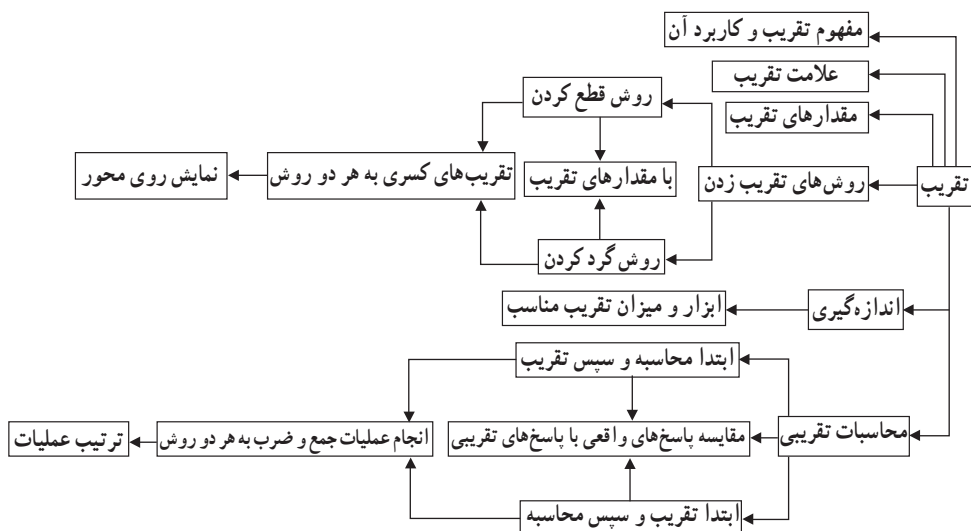 مفهوم تقریب و کاربرد آن
علامت تقریب
مقدارهای تقریب
تقریب
روش‌های تقریب زدن
روش قطع کردن
با مقدارهای تقریب
روش گرد کردن
تقریب‌های کسری به هر دو روش
نمایش روی محور
اندازه‌گیری
ابزار و میزان تقریب مناسب
محاسبات تقریبی
ابتدا محاسبه و سپس تقریب
مقایسه پاسخ‌های واقعی با پاسخ‌های تقریبی
ابتدا تقریب و سپس محاسبه
انجام عملیات جمع و ضرب به هر دو روش
ترتیب عملیات